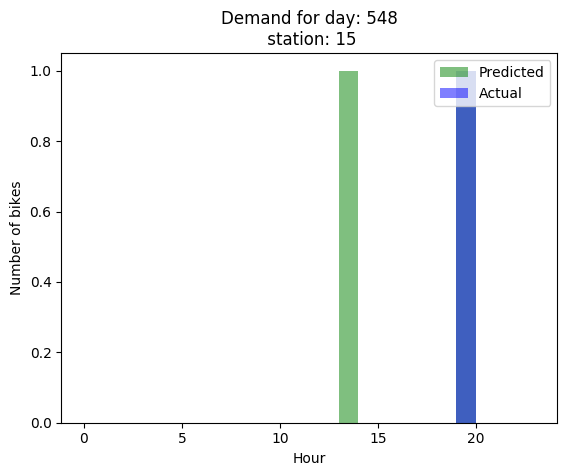 Demand for day: 548
station: 15
Predicted
Actual
Number of bikes
1.0
0.8
0.6
0.4
0.2
0.0
0 5 10 15 20
Hour